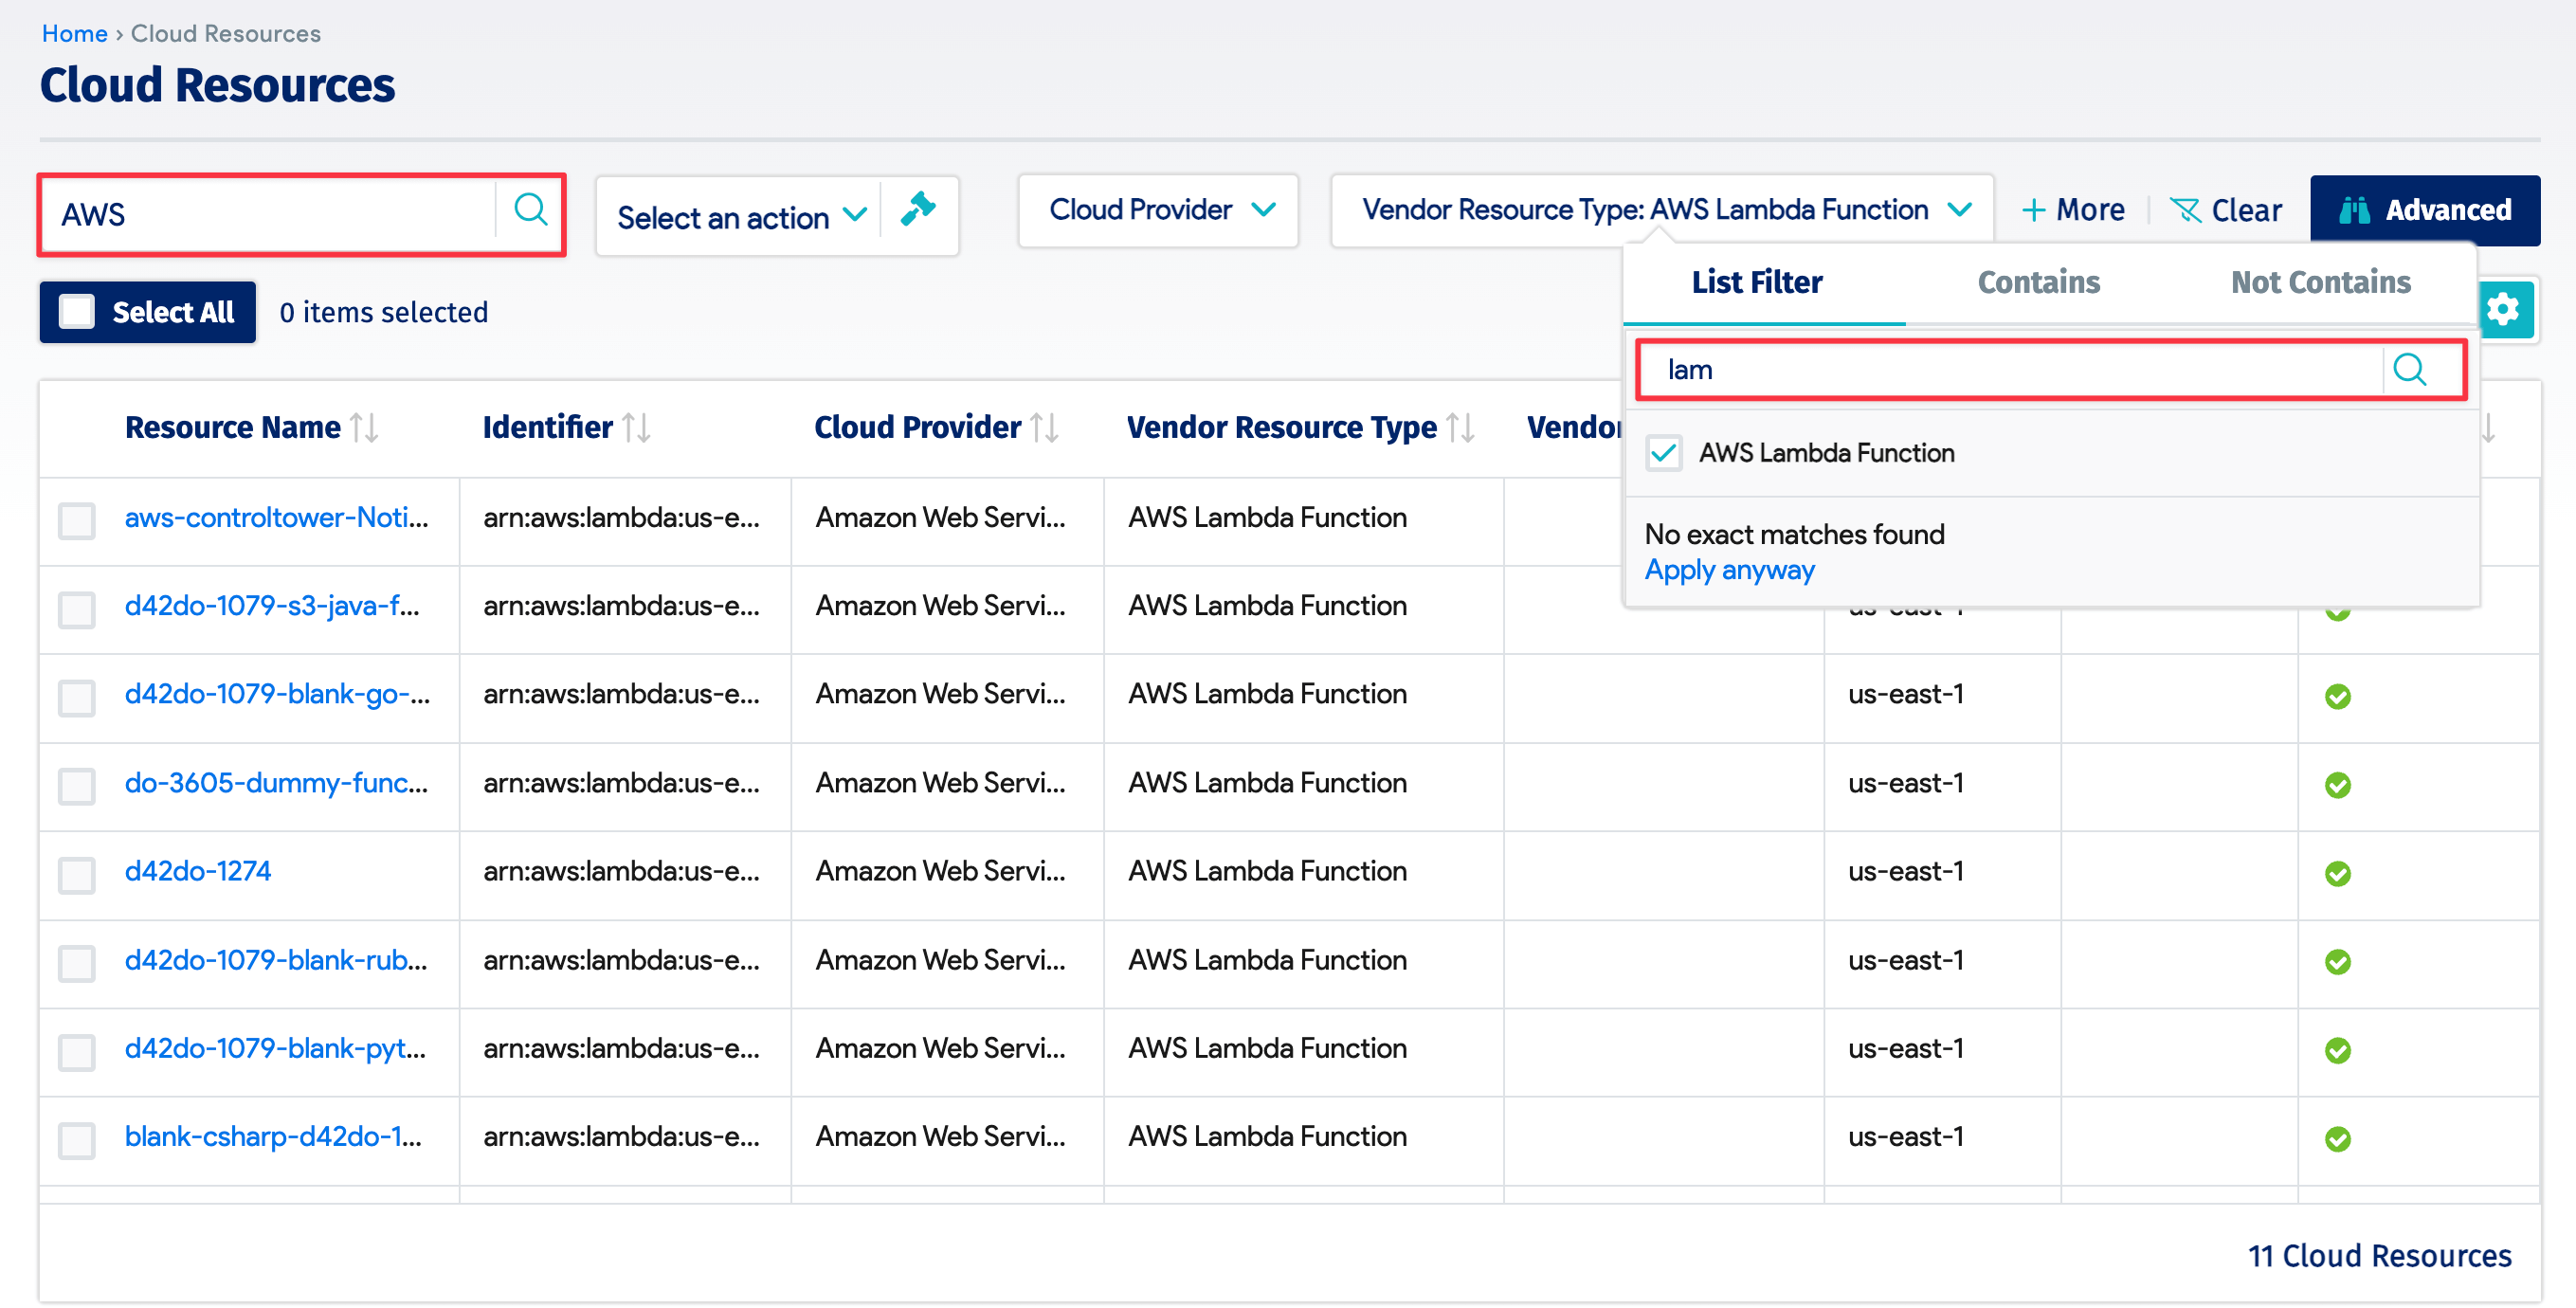 Home › Cloud Resources
Cloud Resources
AWS
Select an action
Cloud Provider
Vendor Resource Type: AWS Lambda Function
+ More
Clear
Advanced
Select All
0 items selected
List Filter
Contains
Not Contains
lam
AWS Lambda Function
No exact matches found
Apply anyway
Resource Name Identifier Cloud Provider Vendor Resource Type
aws-controltower-Noti... arn:aws:lambda:us-e... Amazon Web Servi... AWS Lambda Function
d42do-1079-s3-java-f... arn:aws:lambda:us-e... Amazon Web Servi... AWS Lambda Function us-east-1
d42do-1079-blank-go-... arn:aws:lambda:us-e... Amazon Web Servi... AWS Lambda Function us-east-1
do-3605-dummy-func... arn:aws:lambda:us-e... Amazon Web Servi... AWS Lambda Function us-east-1
d42do-1274 arn:aws:lambda:us-e... Amazon Web Servi... AWS Lambda Function us-east-1
d42do-1079-blank-rub... arn:aws:lambda:us-e... Amazon Web Servi... AWS Lambda Function us-east-1
d42do-1079-blank-pyt... arn:aws:lambda:us-e... Amazon Web Servi... AWS Lambda Function us-east-1
blank-csharp-d42do-1... arn:aws:lambda:us-e... Amazon Web Servi... AWS Lambda Function us-east-1
11 Cloud Resources